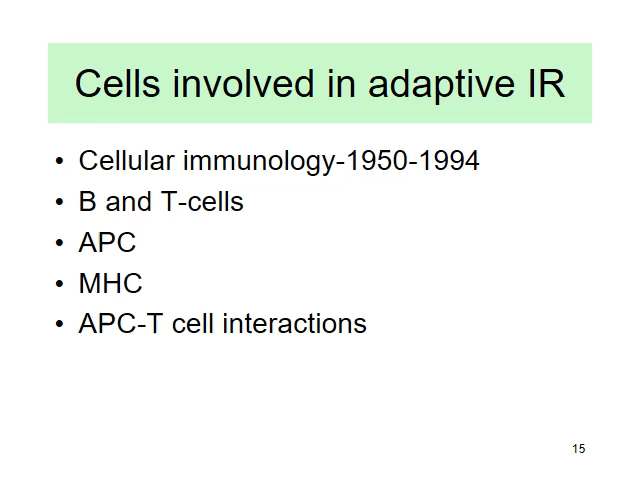 Cells involved in adaptive IR
• Cellular immunology-1950-1994
• B and T-cells
• APC
• MHC
• APC-T cell interactions
15